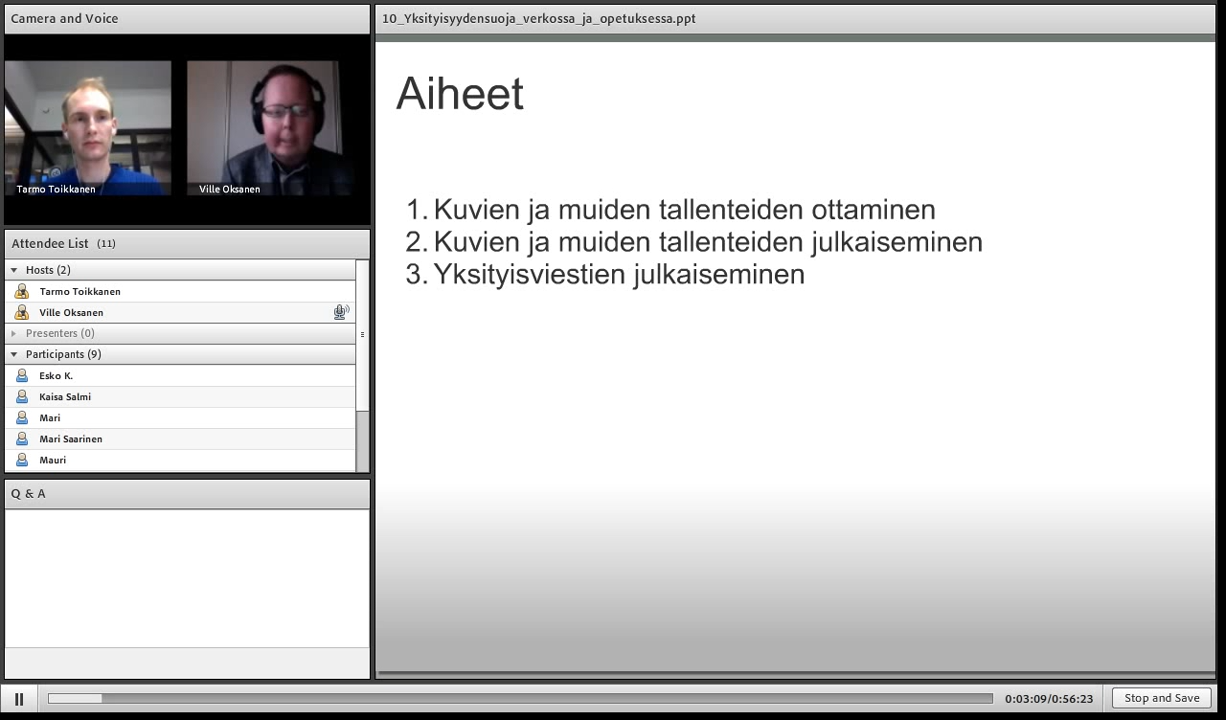 Camera and Voice
Tarmo Toikkanen
Ville Oksanen
Attendee List (11)
Hosts (2)
Tarmo Toikkanen
Ville Oksanen
Presenters (0)
Participants (9)
Esko K.
Kaisa Salmi
Mari
Mari Saarinen
Mauri
Q & A
10_Yksityisyydensuoja_verkossa_ja_opetuksessa.ppt
Aiheet
1. Kuvien ja muiden tallenteiden ottaminen
2. Kuvien ja muiden tallenteiden julkaiseminen
3. Yksityisviestien julkaiseminen
0:03:09/0:56:23
Stop and Save